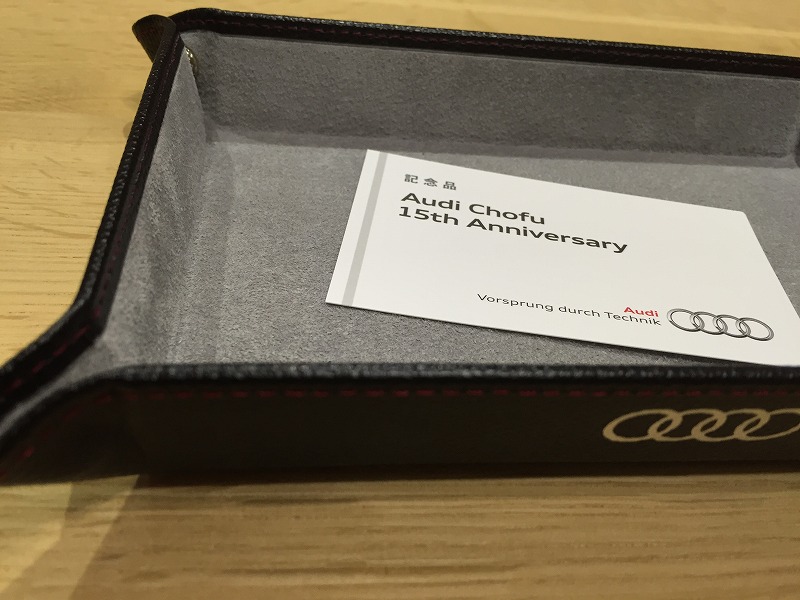 記念品
Audi Chofu
15th Anniversary
Audi
Vorsprung durch Technik